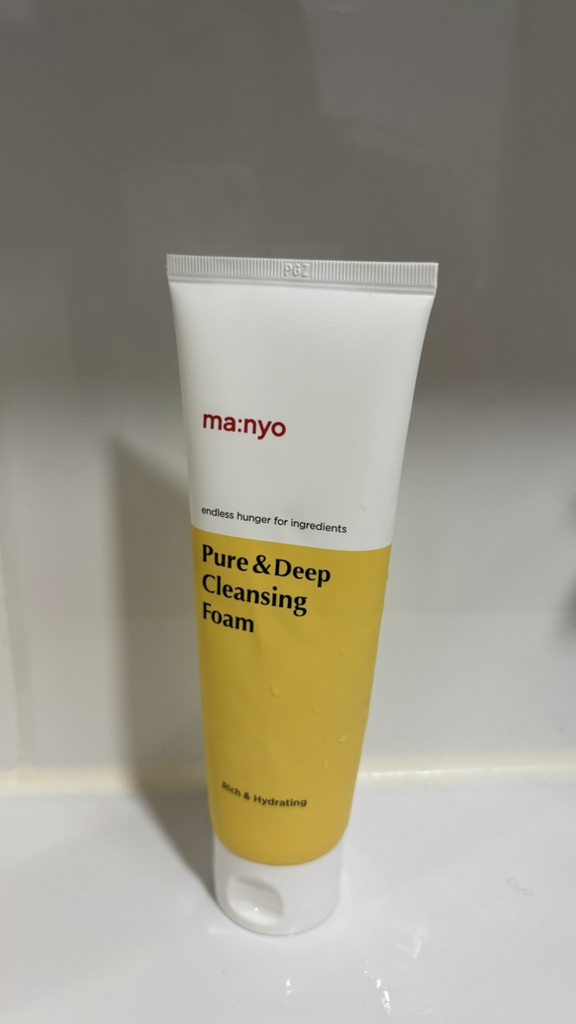 ma:nyo
endless hunger for ingredients
Pure & Deep
Cleansing
Foam
Rich & Hydrating